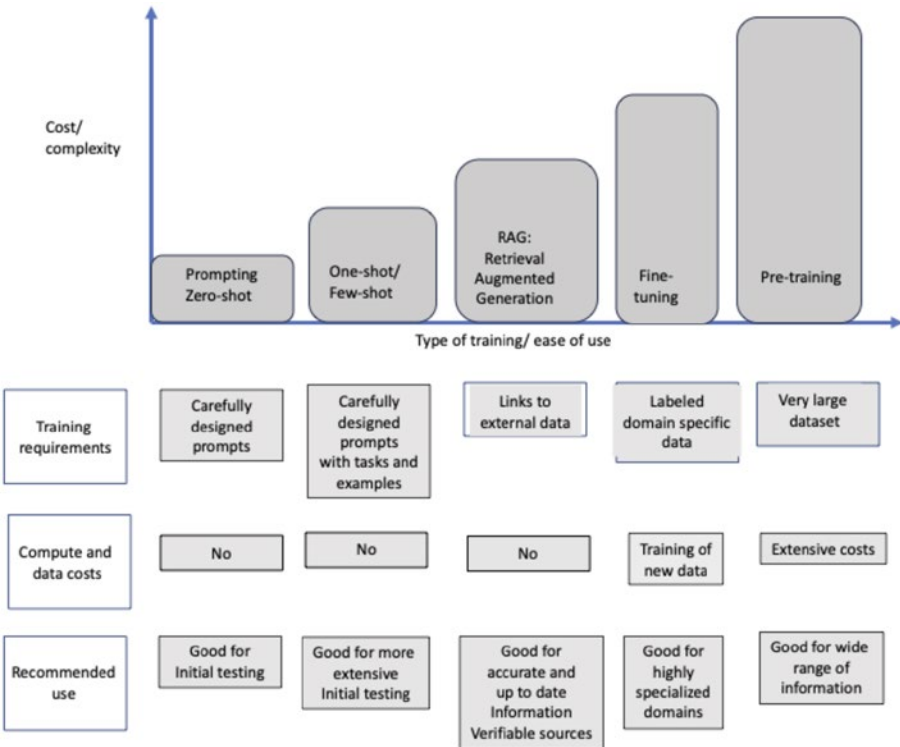 Cost/
complexity
Prompting
Zero-shot
One-shot/
Few-shot
RAG:
Retrieval
Augmented
Generation
Fine-
tuning
Pre-training
Type of training/ ease of use
Training
requirements
Carefully
designed
prompts
Carefully
designed
prompts
with tasks and
examples
Links to
external data
Labeled
domain specific
data
Very large
dataset
Compute and
data costs
No
No
No
Training of
new data
Extensive costs
Recommended
use
Good for
Initial testing
Good for more
extensive
Initial testing
Good for
accurate and
up to date
Information
Verifiable sources
Good for
highly
specialized
domains
Good for wide
range of
information